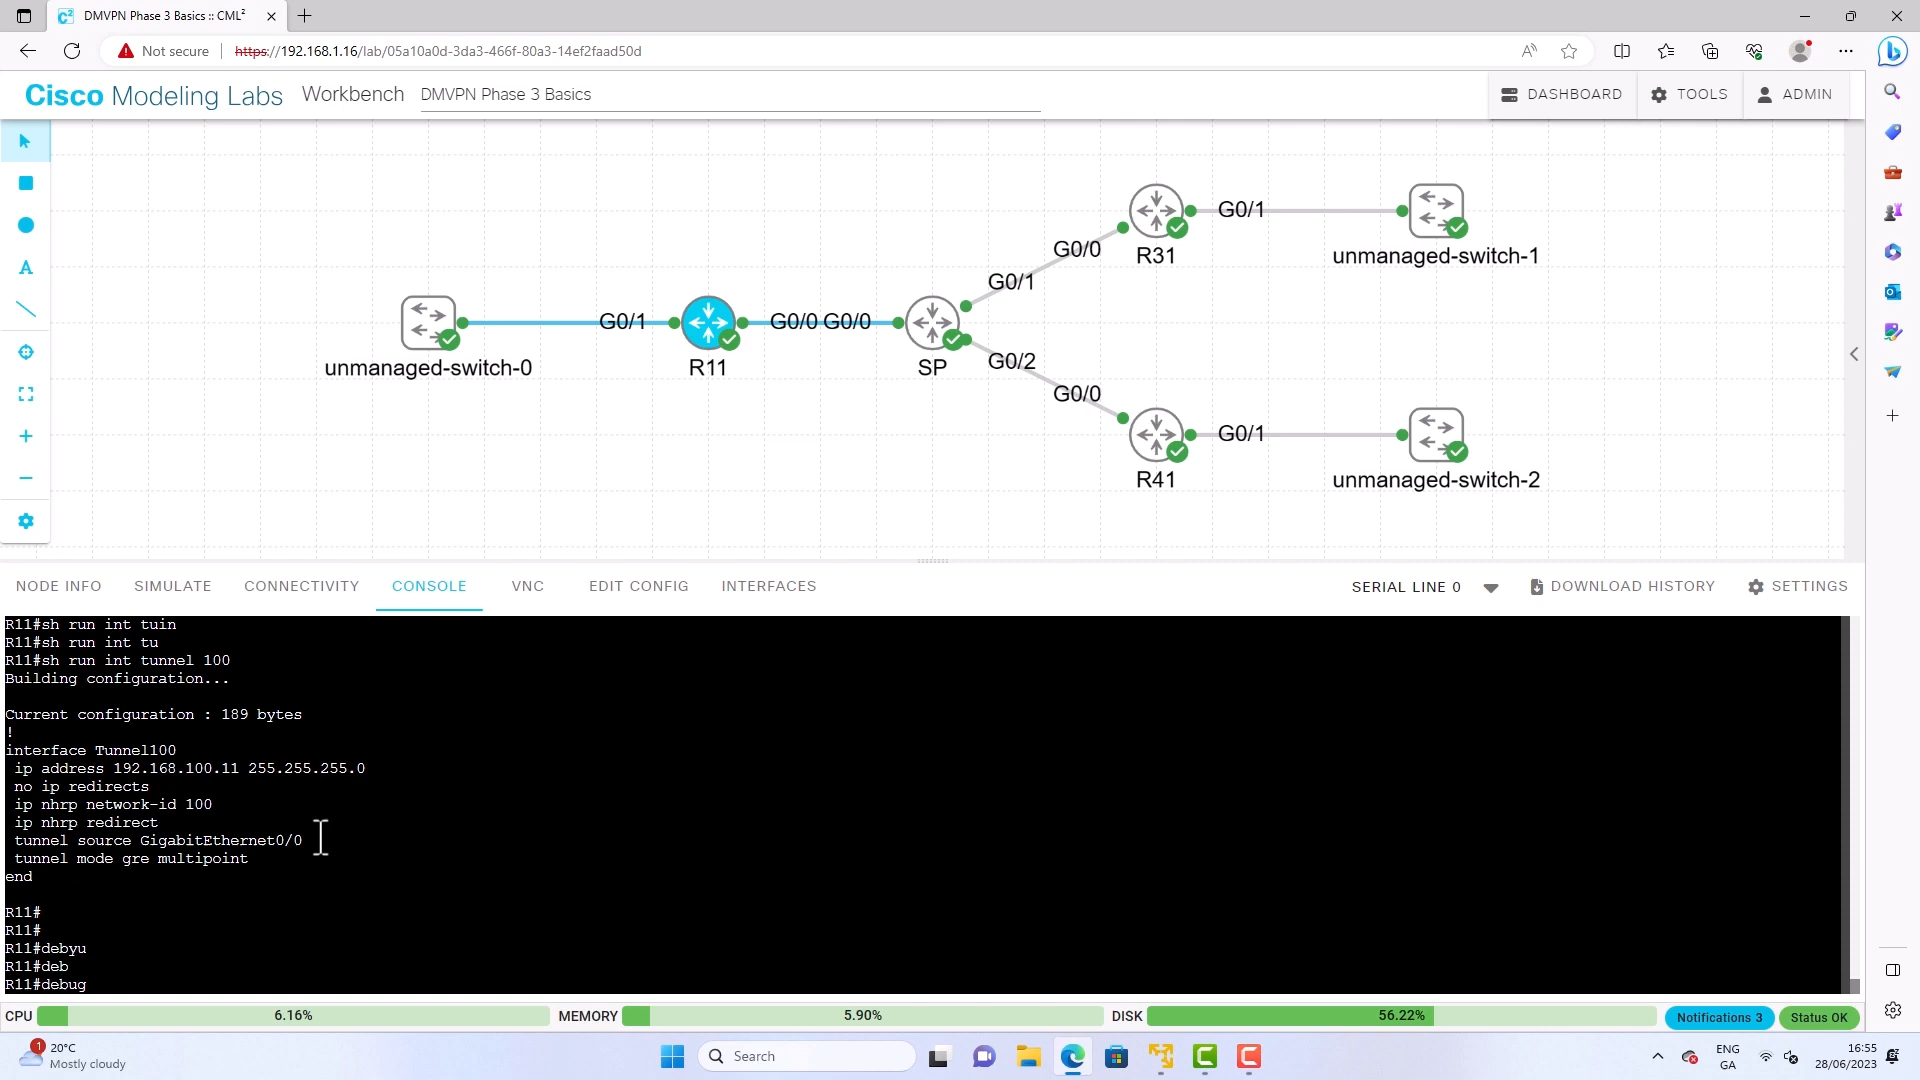 DMVPN Phase 3 Basics :: CML²
Not secure
https://192.168.1.16/lab/05a10a0d-3da3-466f-80a3-14ef2faad50d
Cisco Modeling Labs Workbench DMVPN Phase 3 Basics
DASHBOARD TOOLS ADMIN
A
G0/1
R31
unmanaged-switch-1
G0/0
G0/1
G0/1
G0/0 G0/0
unmanaged-switch-0
R11
SP
G0/2
G0/0
G0/1
R41
unmanaged-switch-2
NODE INFO SIMULATE CONNECTIVITY CONSOLE VNC EDIT CONFIG INTERFACES SERIAL LINE 0 DOWNLOAD HISTORY SETTINGS
R11#sh run int tuin
R11#sh run int tu
R11#sh run int tunnel 100
Building configuration...
Current configuration : 189 bytes
!
interface Tunnel100
ip address 192.168.100.11 255.255.255.0
no ip redirects
ip nhrp network-id 100
ip nhrp redirect
tunnel source GigabitEthernet0/0
tunnel mode gre multipoint
end
R11#
R11#
R11#debyu
R11#deb
R11#debug
CPU 6.16% MEMORY 5.90% DISK 56.22% Notifications 3 Status OK
1
20°C
Mostly cloudy
Search
ENG
GA
16:55
28/06/2023